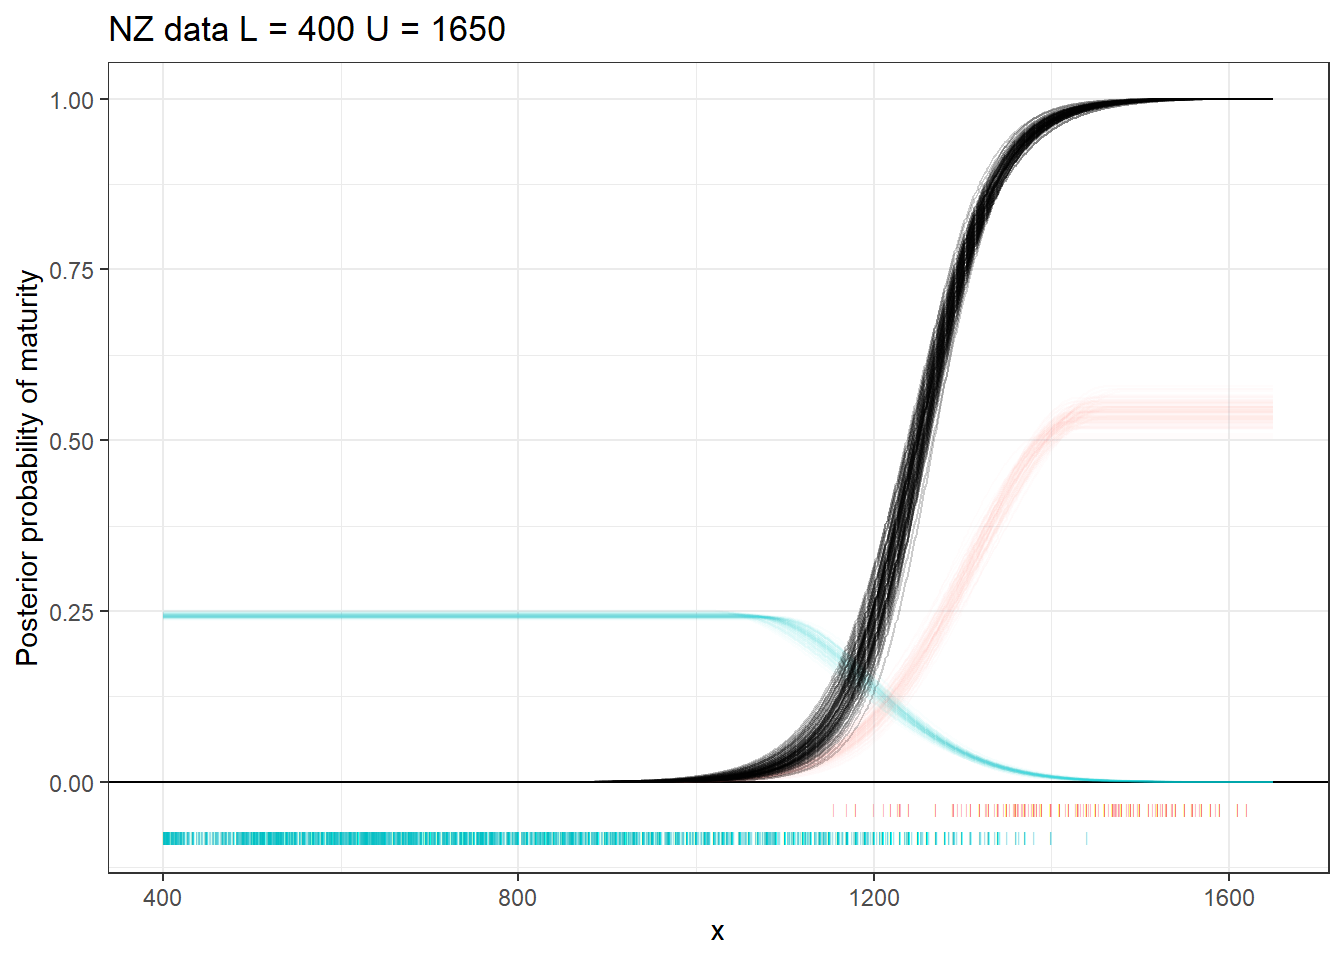 NZ data L = 400 U = 1650
Posterior probability of maturity
1.00
0.75
0.50
0.25
0.00
400 800 1200 1600
x